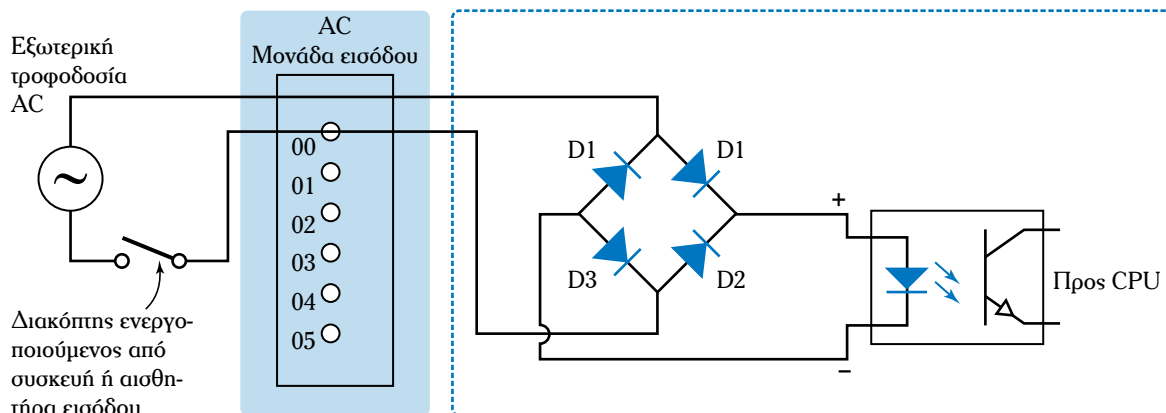 Εξωτερική
τροφοδοσία
AC
AC
Μονάδα εισόδου
00
01
02
03
04
05
Διακόπτης ενεργο-
ποιούμενος από
συσκευή ή αισθη-
τήρα εισόδου
D1
D1
D3
D2
+
−
Προς CPU